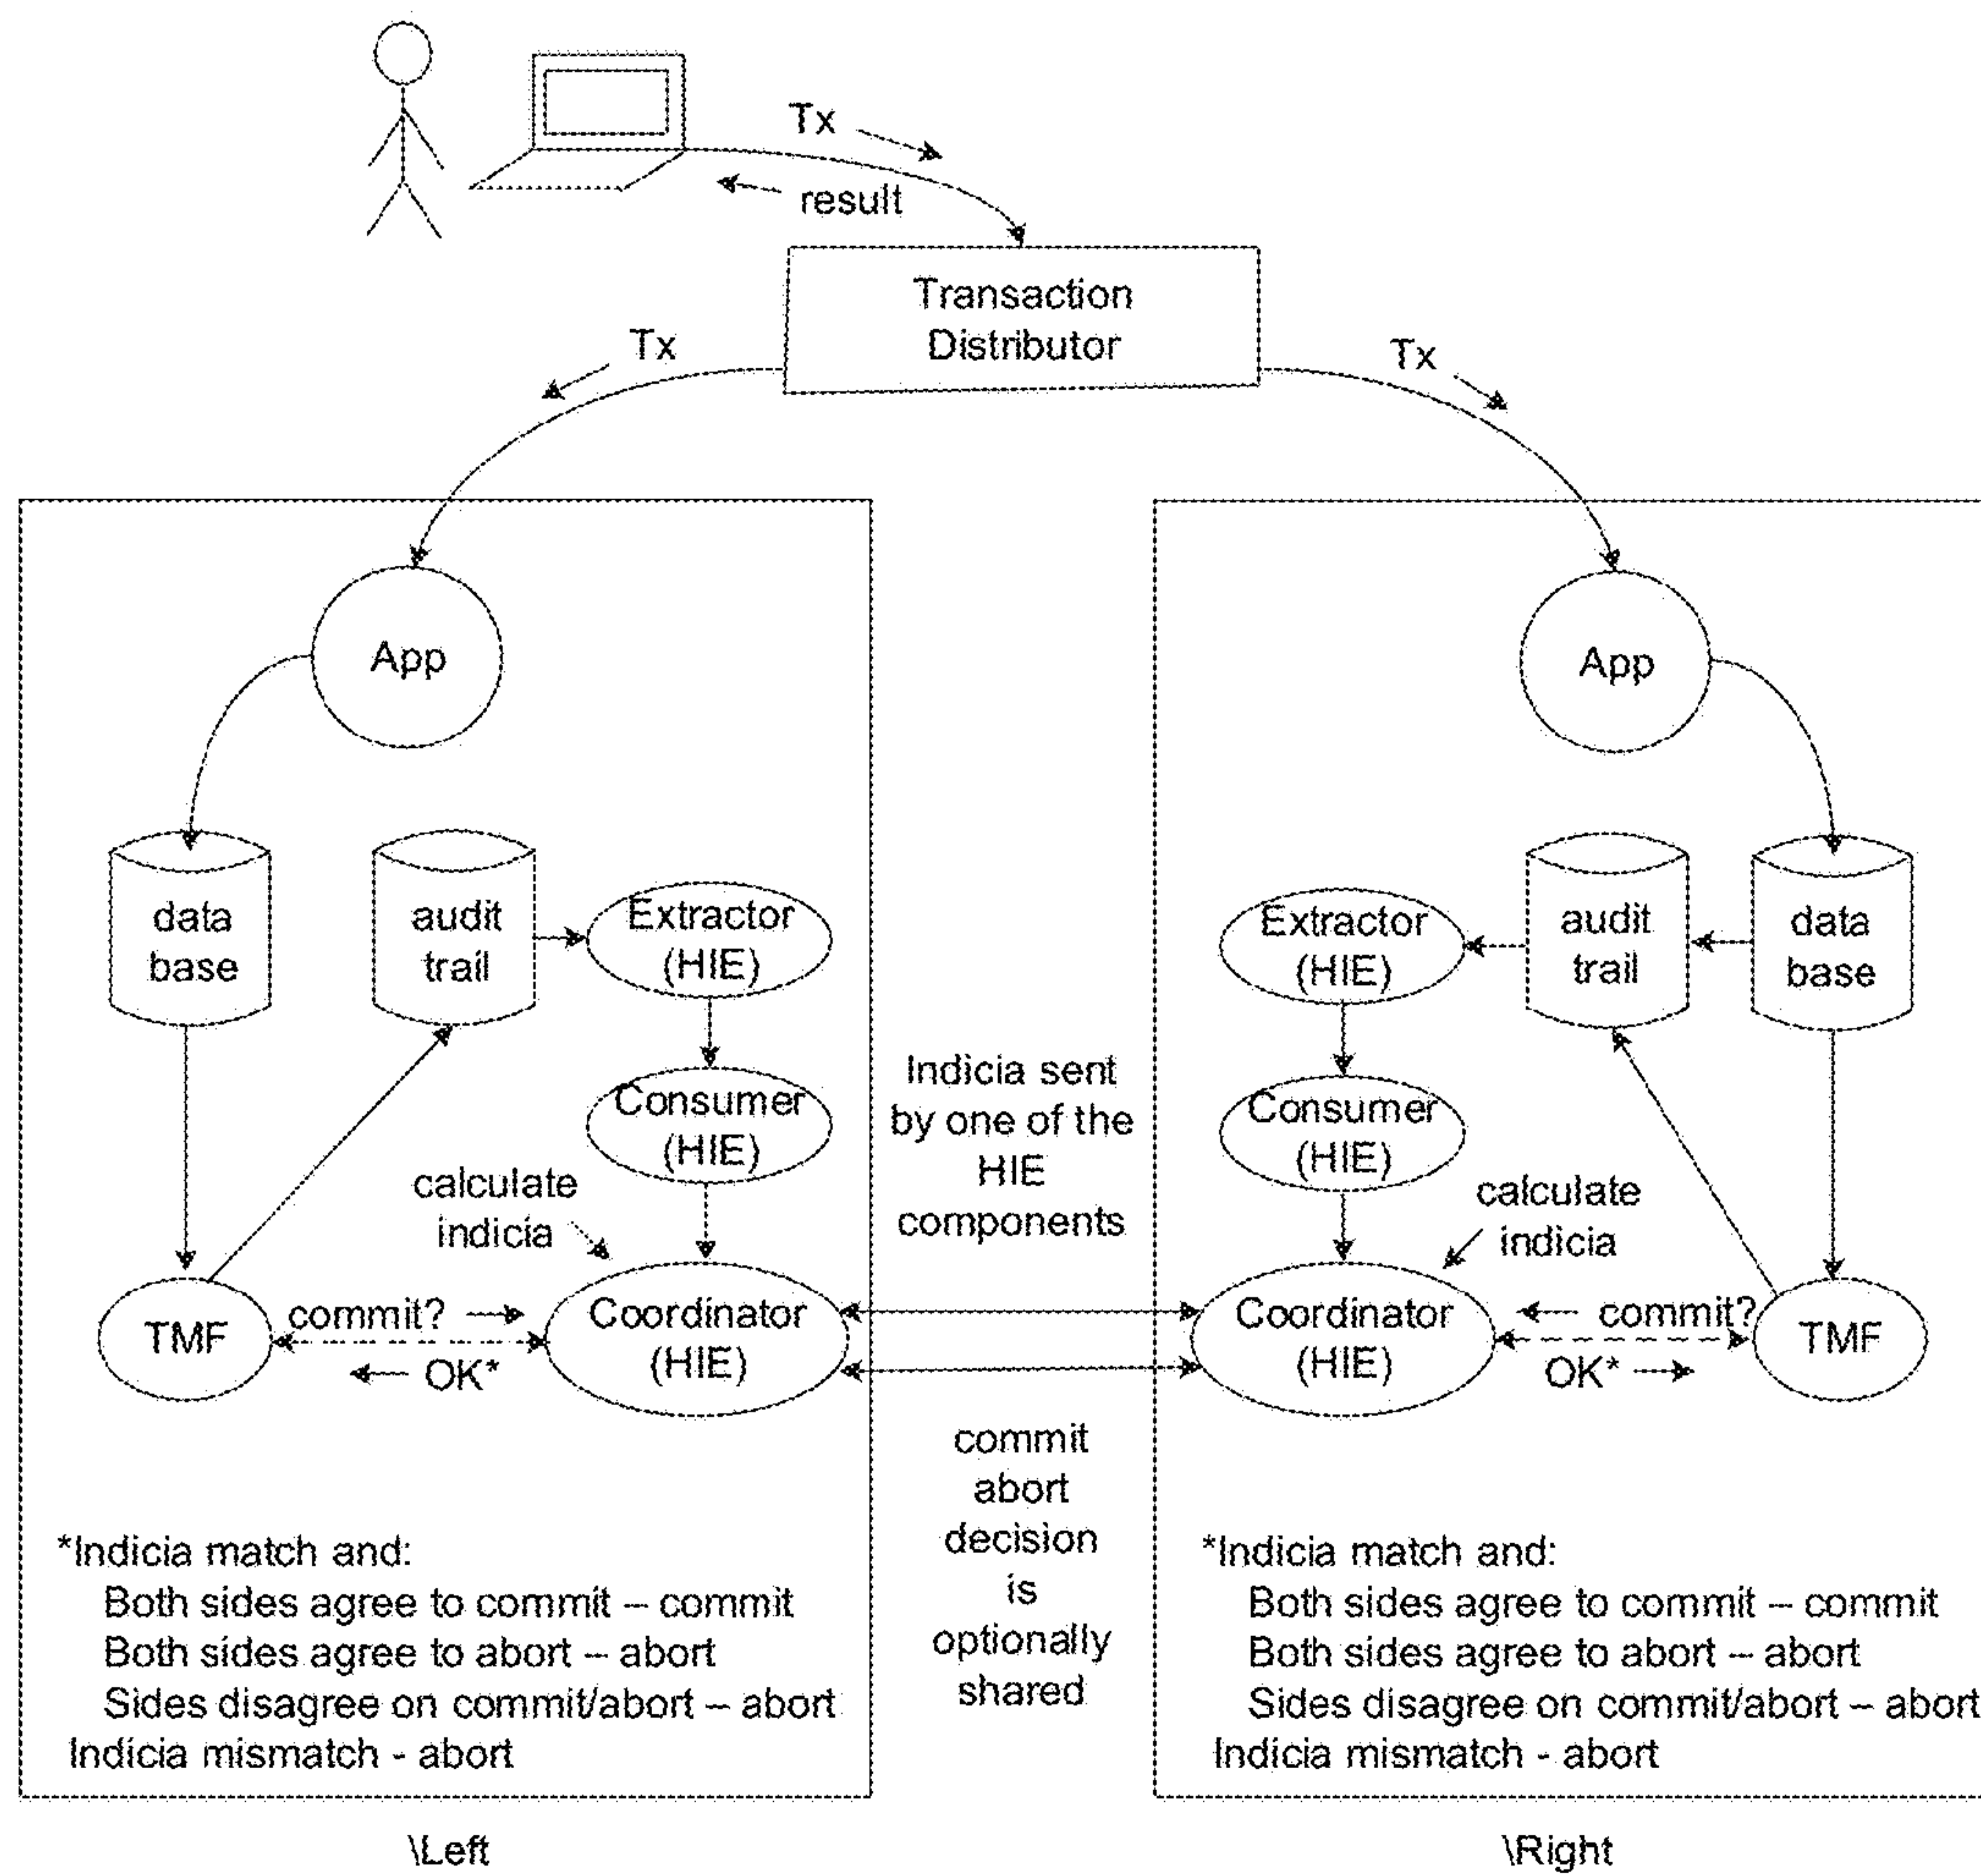 Tx
result
Transaction
Distributor
Tx
Tx
App
data
base
audit
trail
Extractor
(HIE)
Consumer
(HIE)
calculate
indicia
TMF
commit?
OK*
Coordinator
(HIE)
*Indicia match and:
Both sides agree to commit – commit
Both sides agree to abort – abort
Sides disagree on commit/abort – abort
Indicia mismatch - abort
\Left
Indicia sent
by one of the
HIE
components
commit
abort
decision
is
optionally
shared
App
Extractor
(HIE)
audit
trail
data
base
Consumer
(HIE)
calculate
indicia
Coordinator
(HIE)
commit?
OK*
TMF
*Indicia match and:
Both sides agree to commit – commit
Both sides agree to abort – abort
Sides disagree on commit/abort – abort
Indicia mismatch - abort
\Right